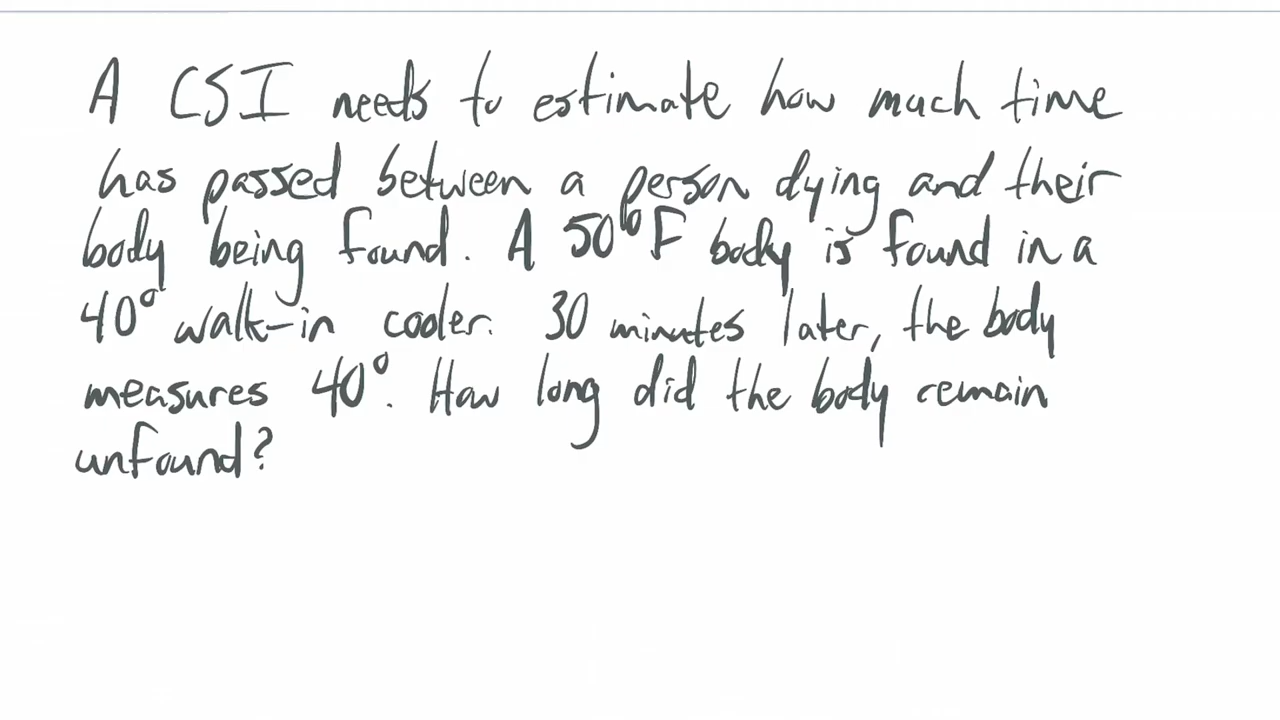 A CSI needs to estimate how much time
has passed between a person dying and their
body being found. A 50°F body is found in a
40° walk-in cooler. 30 minutes later, the body
measures 40°. How long did the body remain
unfound?